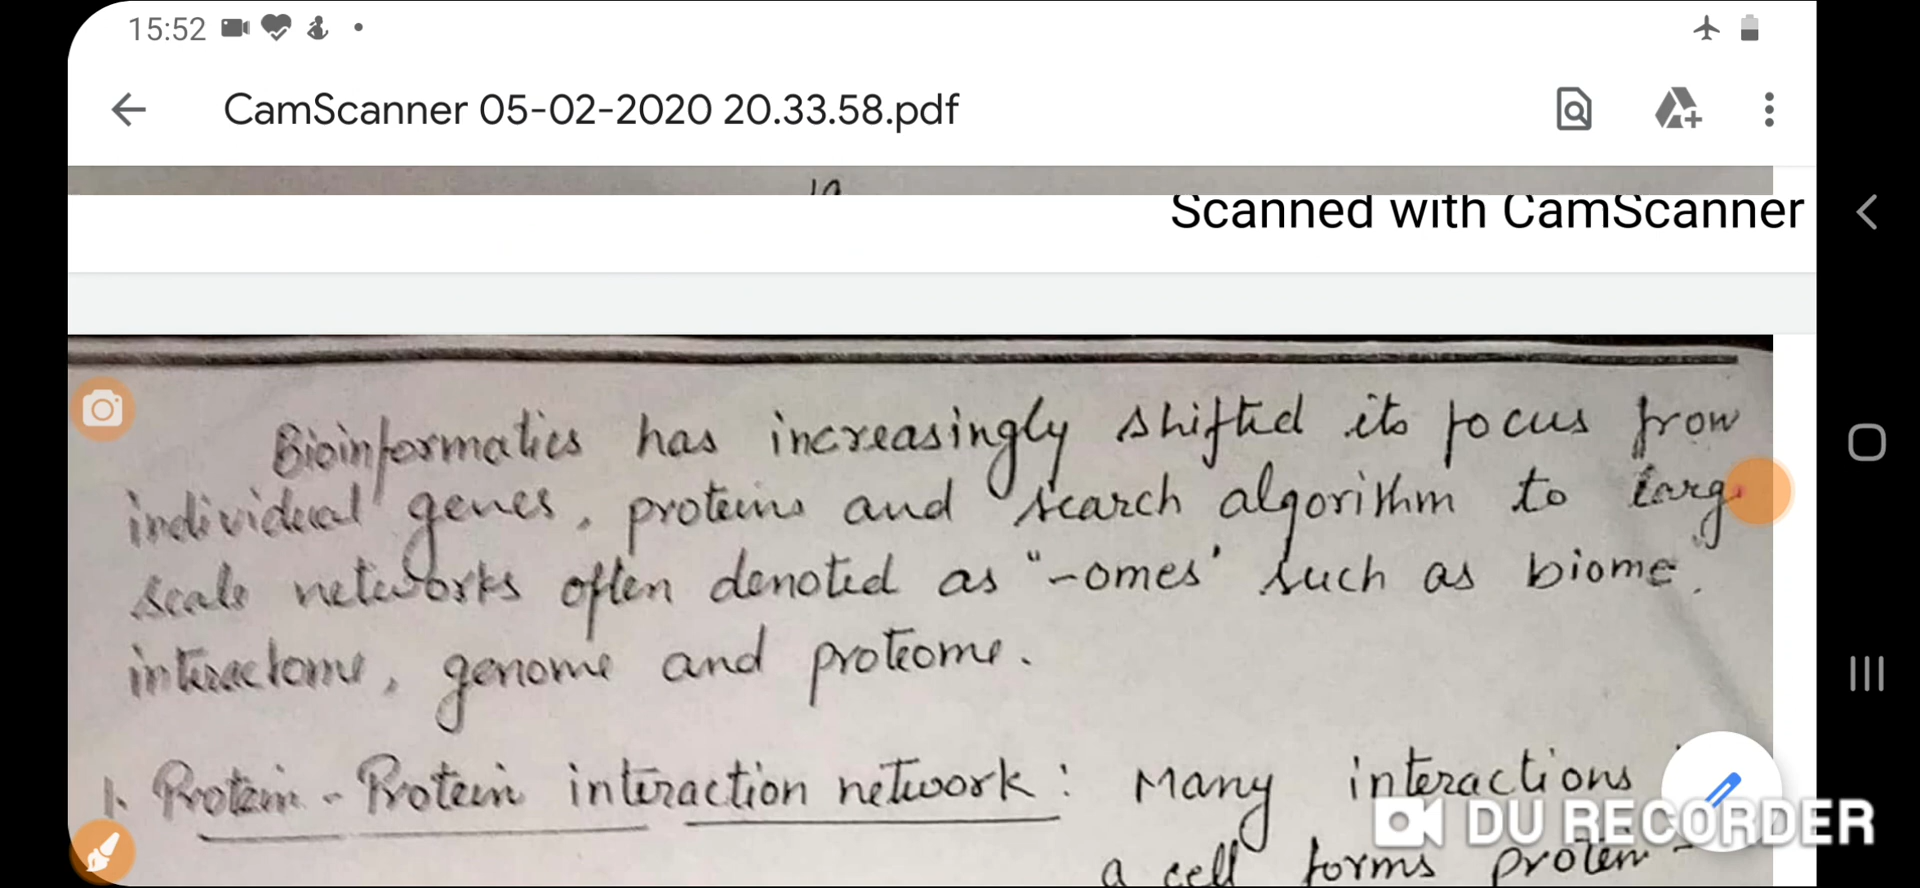 15:52
CamScanner 05-02-2020 20.33.58.pdf
Scanned with CamScanner
Bioinformatics has increasingly shifted its focus from
individual genes, proteins and search algorithm to larg
scale networks often denoted as "-omes' such as biome,
interactome, genome and proteome.
1. Protein - Protein interaction network: Many interactions
a cell forms protein -
DU RECORDER